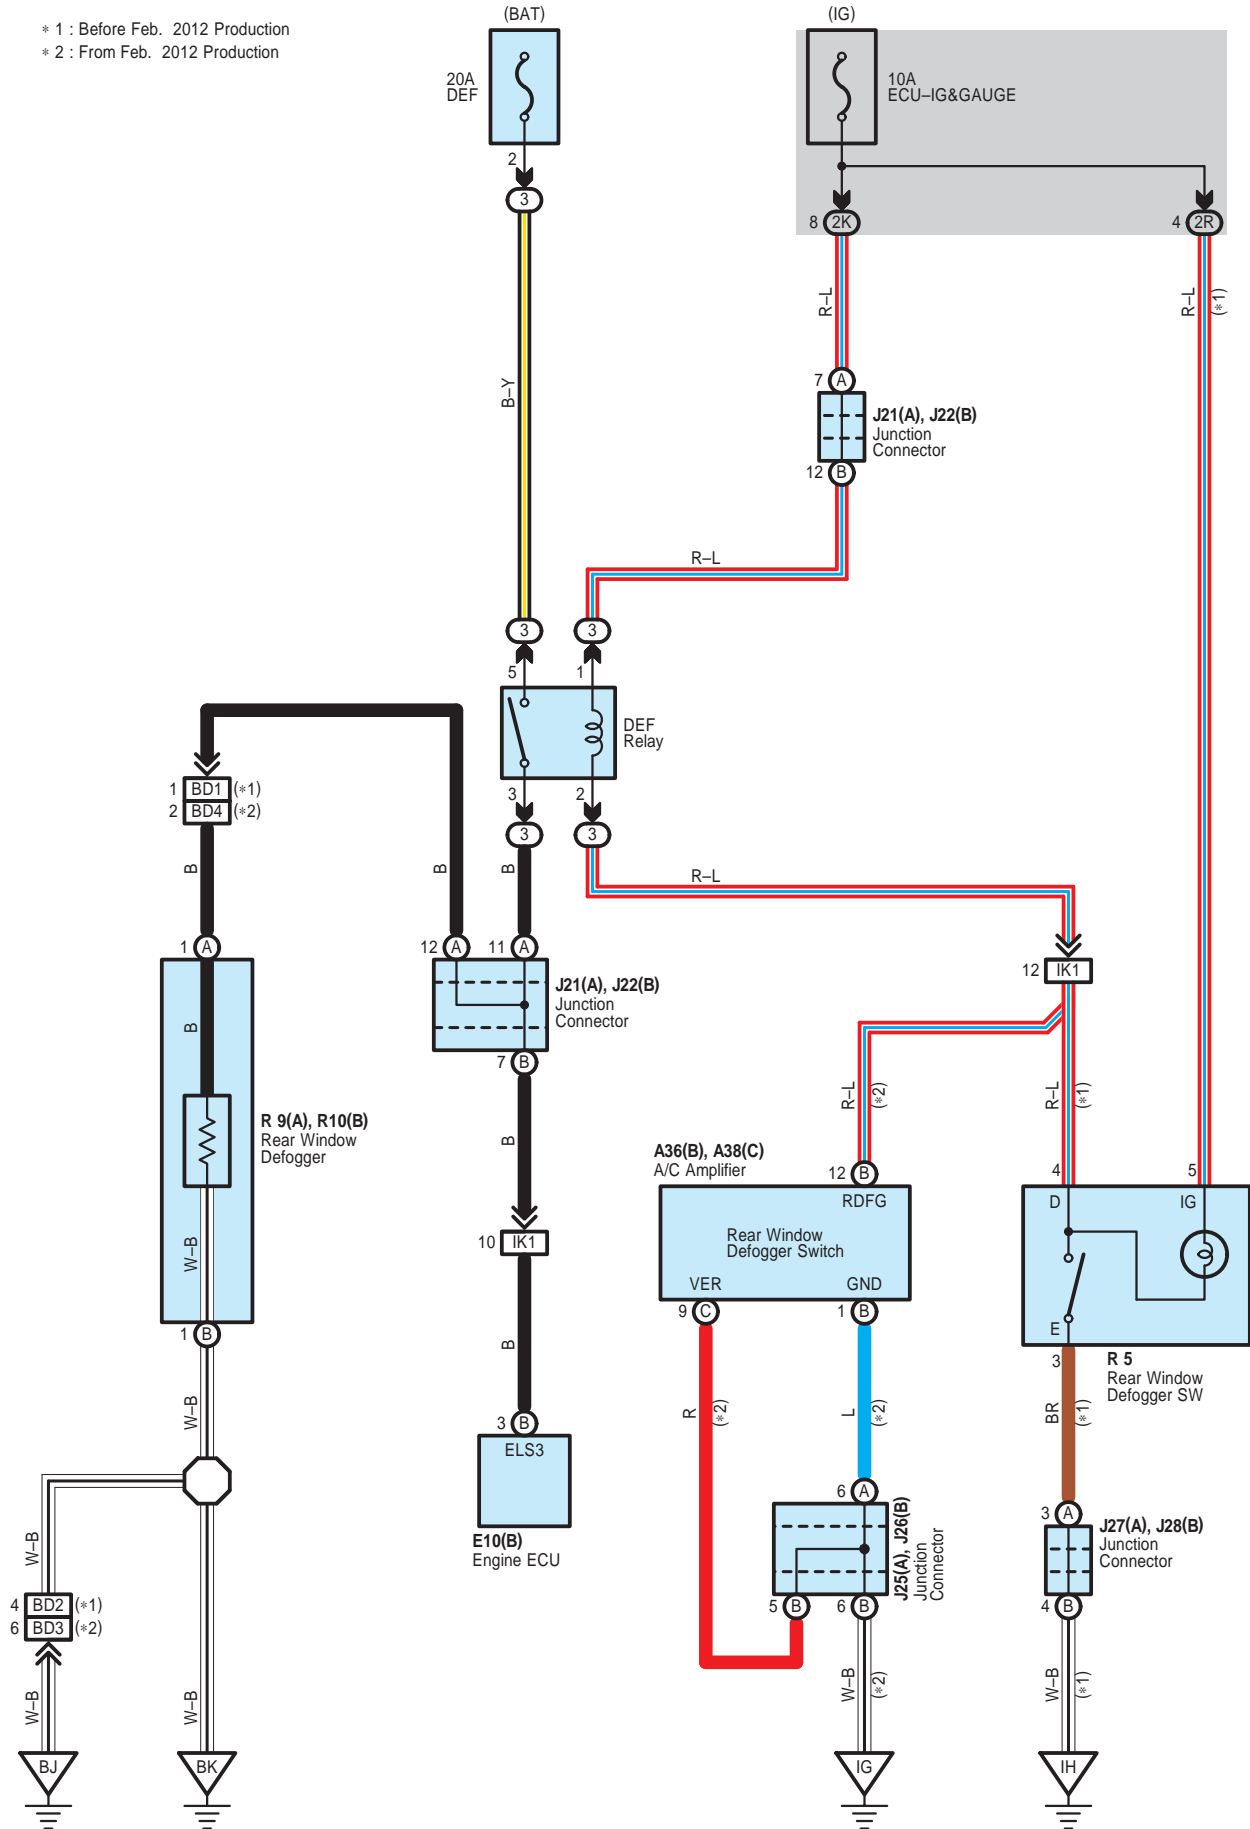 * 1 : Before Feb. 2012 Production
* 2 : From Feb. 2012 Production
(BAT)
20A
DEF
2
3
(IG)
10A
ECU–IG&GAUGE
8 2K
4 2R
R–L
R–L
(*1)
B–Y
7 A
J21(A), J22(B)
Junction
Connector
12 B
R–L
3
3
5
1
DEF
Relay
3
2
3
3
1 BD1 (*1)
2 BD4 (*2)
B
B
B
R–L
12 IK1
1 A
12 A
11 A
J21(A), J22(B)
Junction
Connector
7 B
B
R 9(A), R10(B)
Rear Window
Defogger
W–B
1 B
B
10 IK1
B
3 B
ELS3
E10(B)
Engine ECU
R–L
(*2)
R–L
(*1)
A36(B), A38(C)
A/C Amplifier
12 B
RDFG
Rear Window
Defogger Switch
VER
GND
9 C
1 B
4
5
D
IG
E
3
R 5
Rear Window
Defogger SW
R
(*2)
L
(*2)
BR
(*1)
6 A
J25(A), J26(B)
Junction
Connector
5 B
6 B
3 A
J27(A), J28(B)
Junction
Connector
4 B
W–B
W–B
4 BD2 (*1)
6 BD3 (*2)
W–B
W–B
W–B
(*2)
W–B
(*1)
BJ
BK
IG
IH